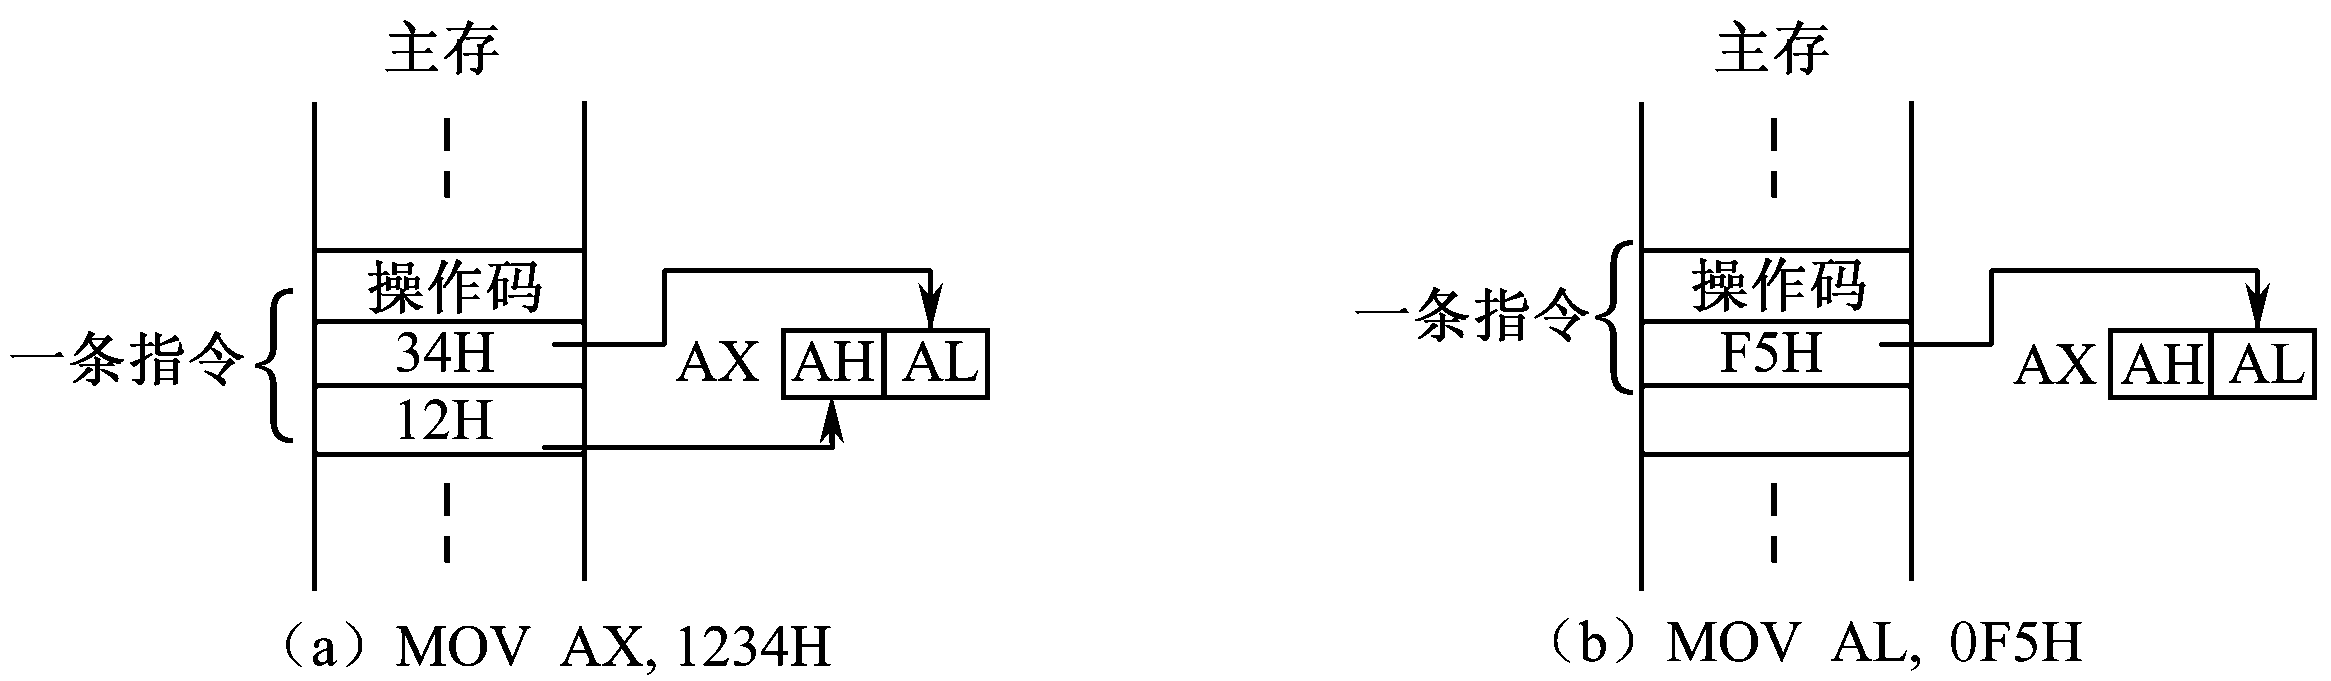 主存
操作码
一条指令
34H
12H
AX AH AL
(a) MOV AX, 1234H
主存
操作码
一条指令
F5H
AX AH AL
(b) MOV AL, 0F5H